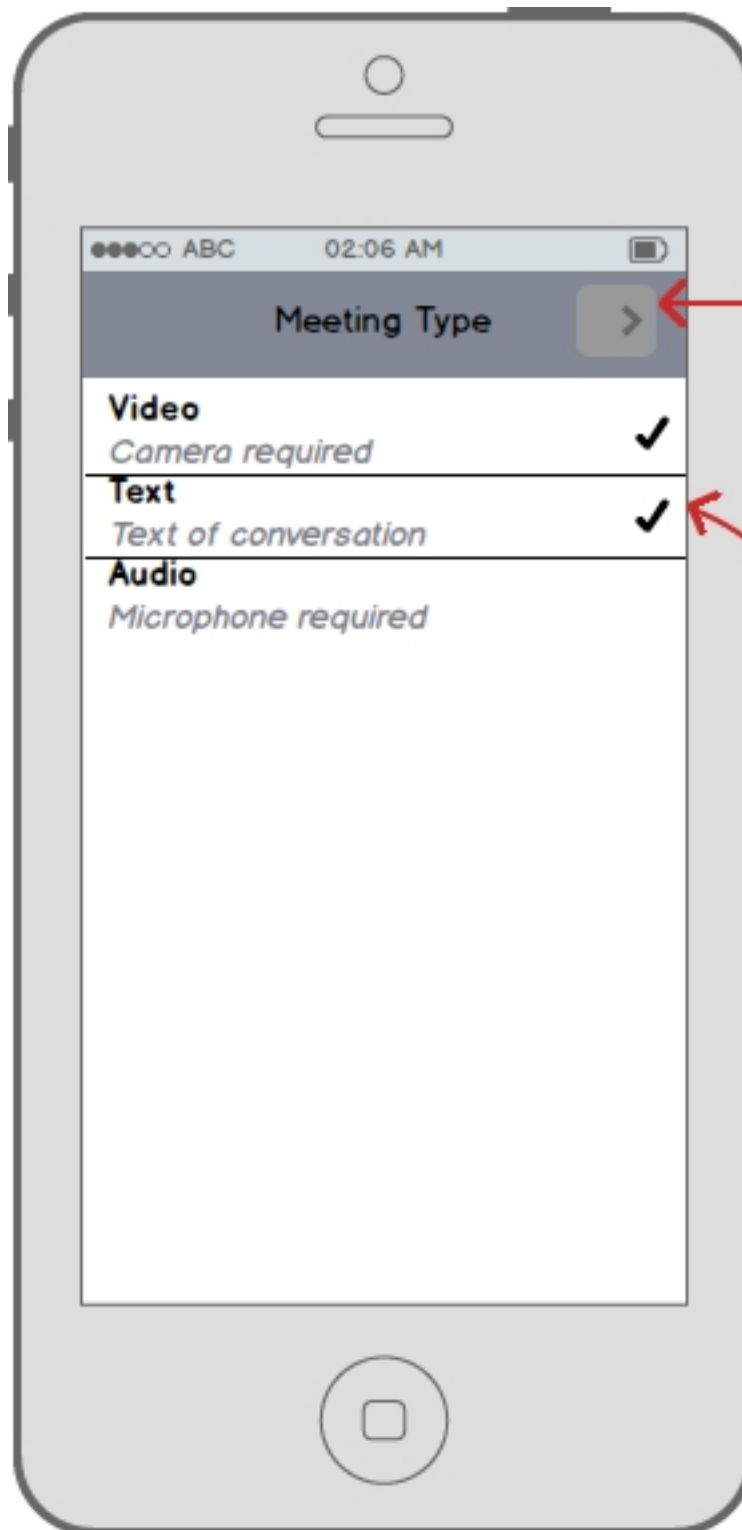 ABC 02:06 AM
Meeting Type
Video
Camera required
Text
Text of conversation
Audio
Microphone required